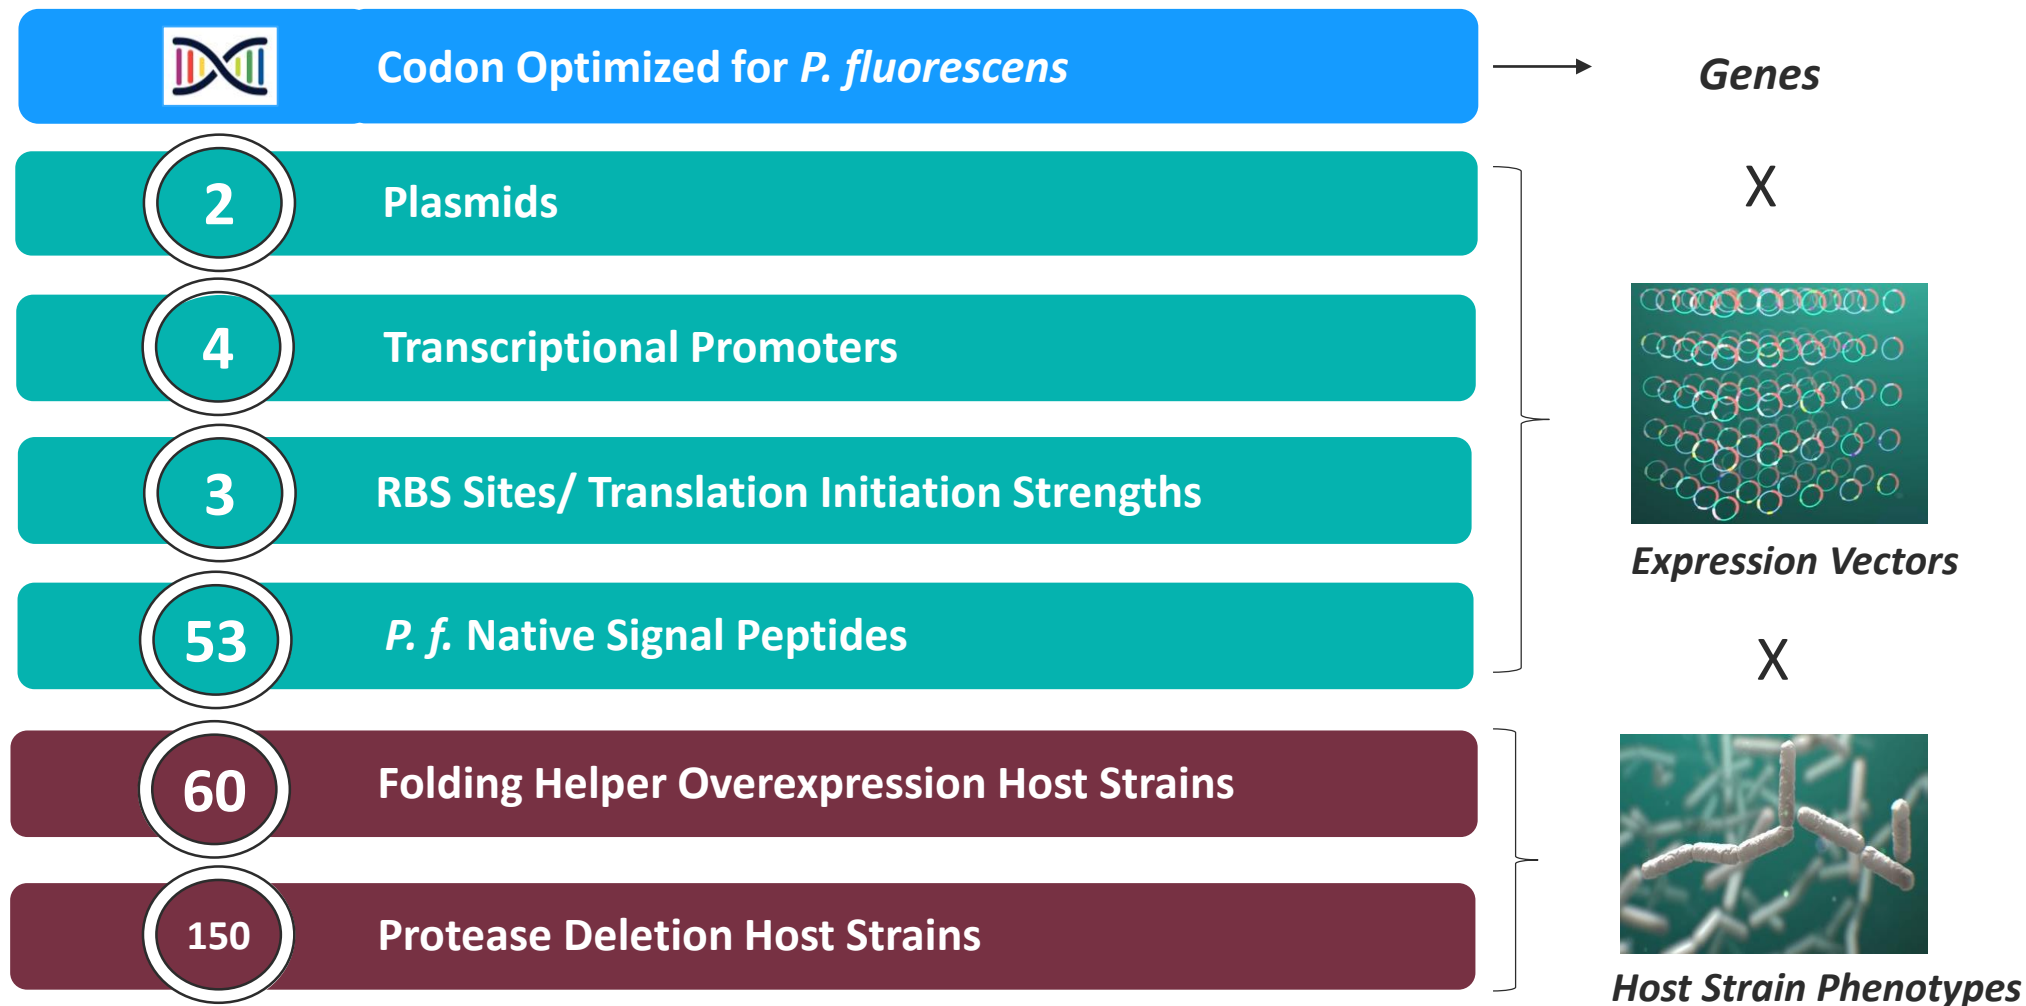 Codon Optimized for P. fluorescens
Genes
2
Plasmids
X
4
Transcriptional Promoters
3
RBS Sites/ Translation Initiation Strengths
Expression Vectors
53
P. f. Native Signal Peptides
X
60
Folding Helper Overexpression Host Strains
150
Protease Deletion Host Strains
Host Strain Phenotypes